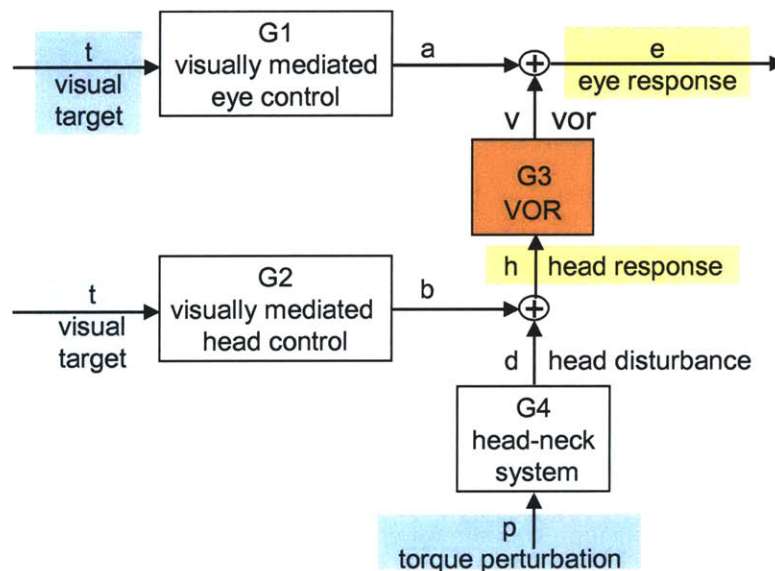 t
visual
target
G1
visually mediated
eye control
a
+
e
eye response
v vor
G3
VOR
h head response
t
visual
target
G2
visually mediated
head control
b
+
d head disturbance
G4
head-neck
system
p
torque perturbation